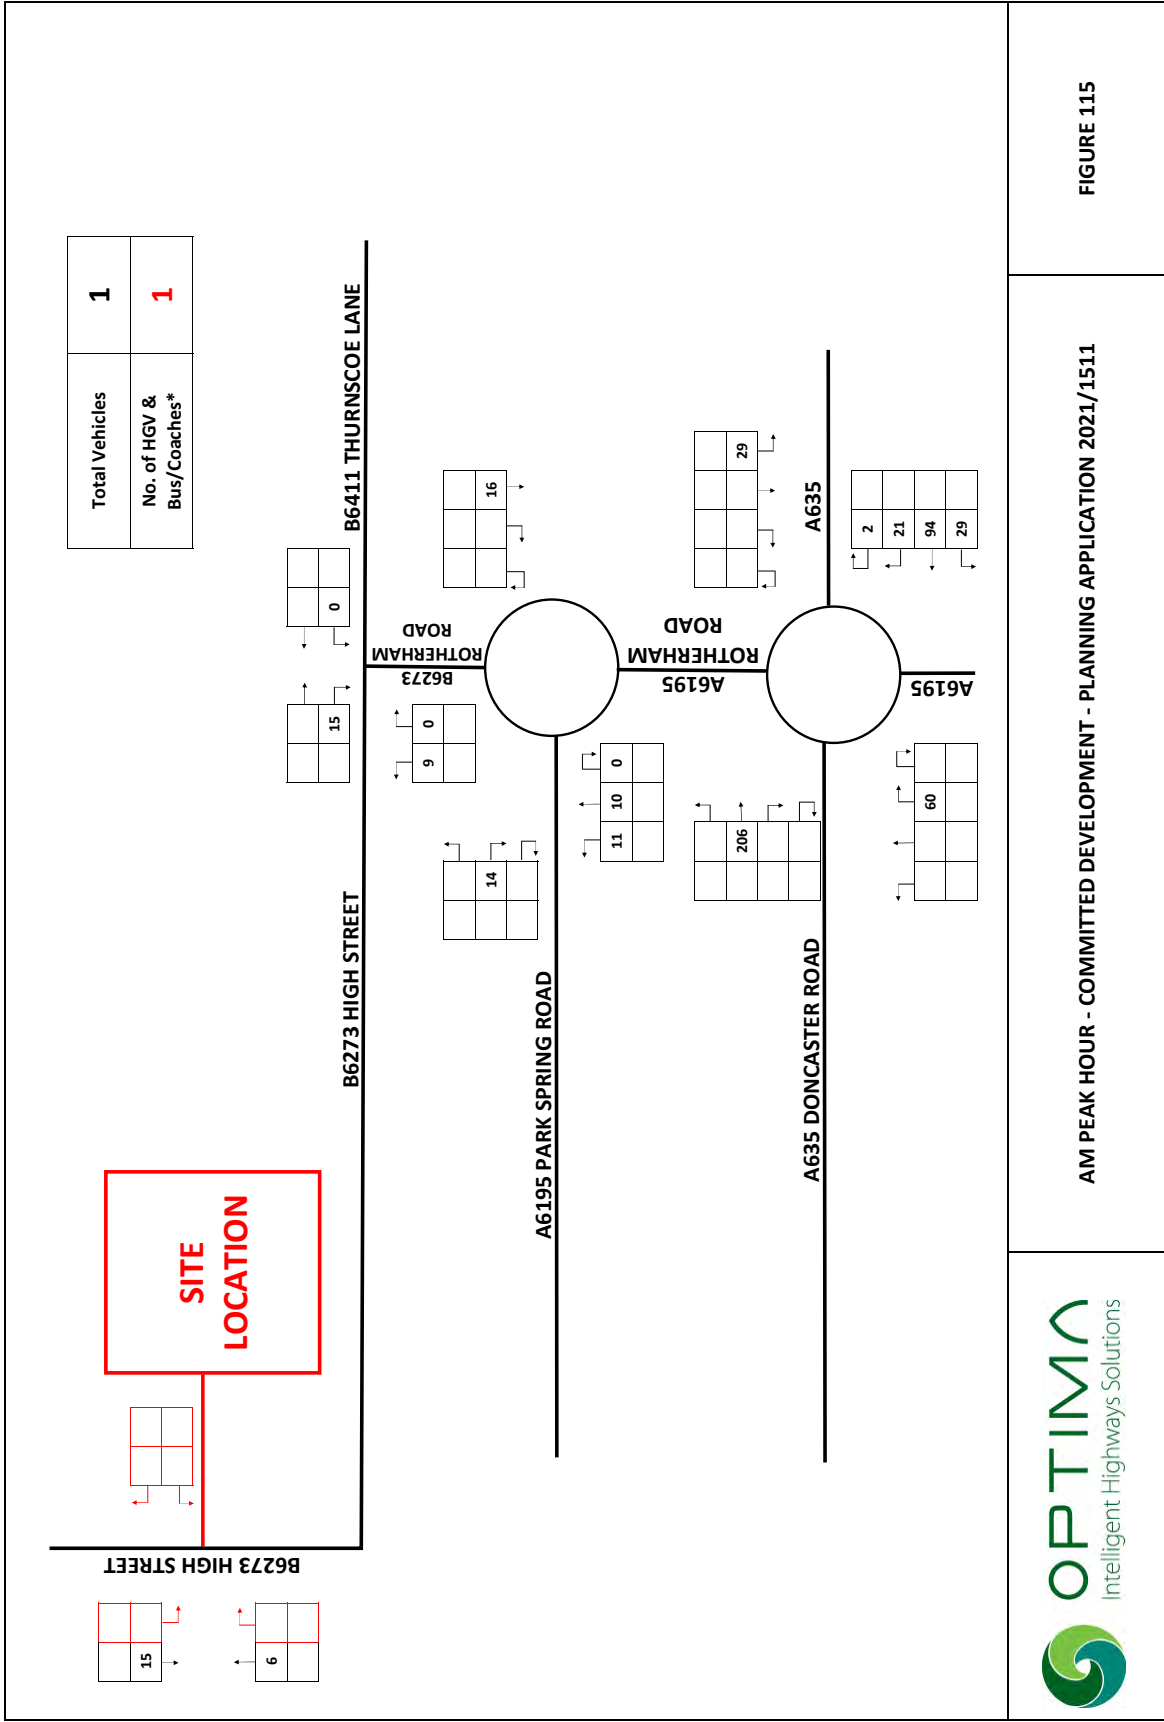 Total Vehicles
1
No. of HGV &
Bus/Coaches*
1
SITE
LOCATION
B6273 HIGH STREET
15
6
B6273 HIGH STREET
B6411 THURNSCOE LANE
15
0
B6273
ROTHERHAM
ROAD
9
0
16
14
A6195 PARK SPRING ROAD
11
10
0
A6195
ROTHERHAM
ROAD
29
206
A635 DONCASTER ROAD
A635
2
21
94
29
60
A6195
OPTIMA
Intelligent Highways Solutions
AM PEAK HOUR - COMMITTED DEVELOPMENT - PLANNING APPLICATION 2021/1511
FIGURE 115